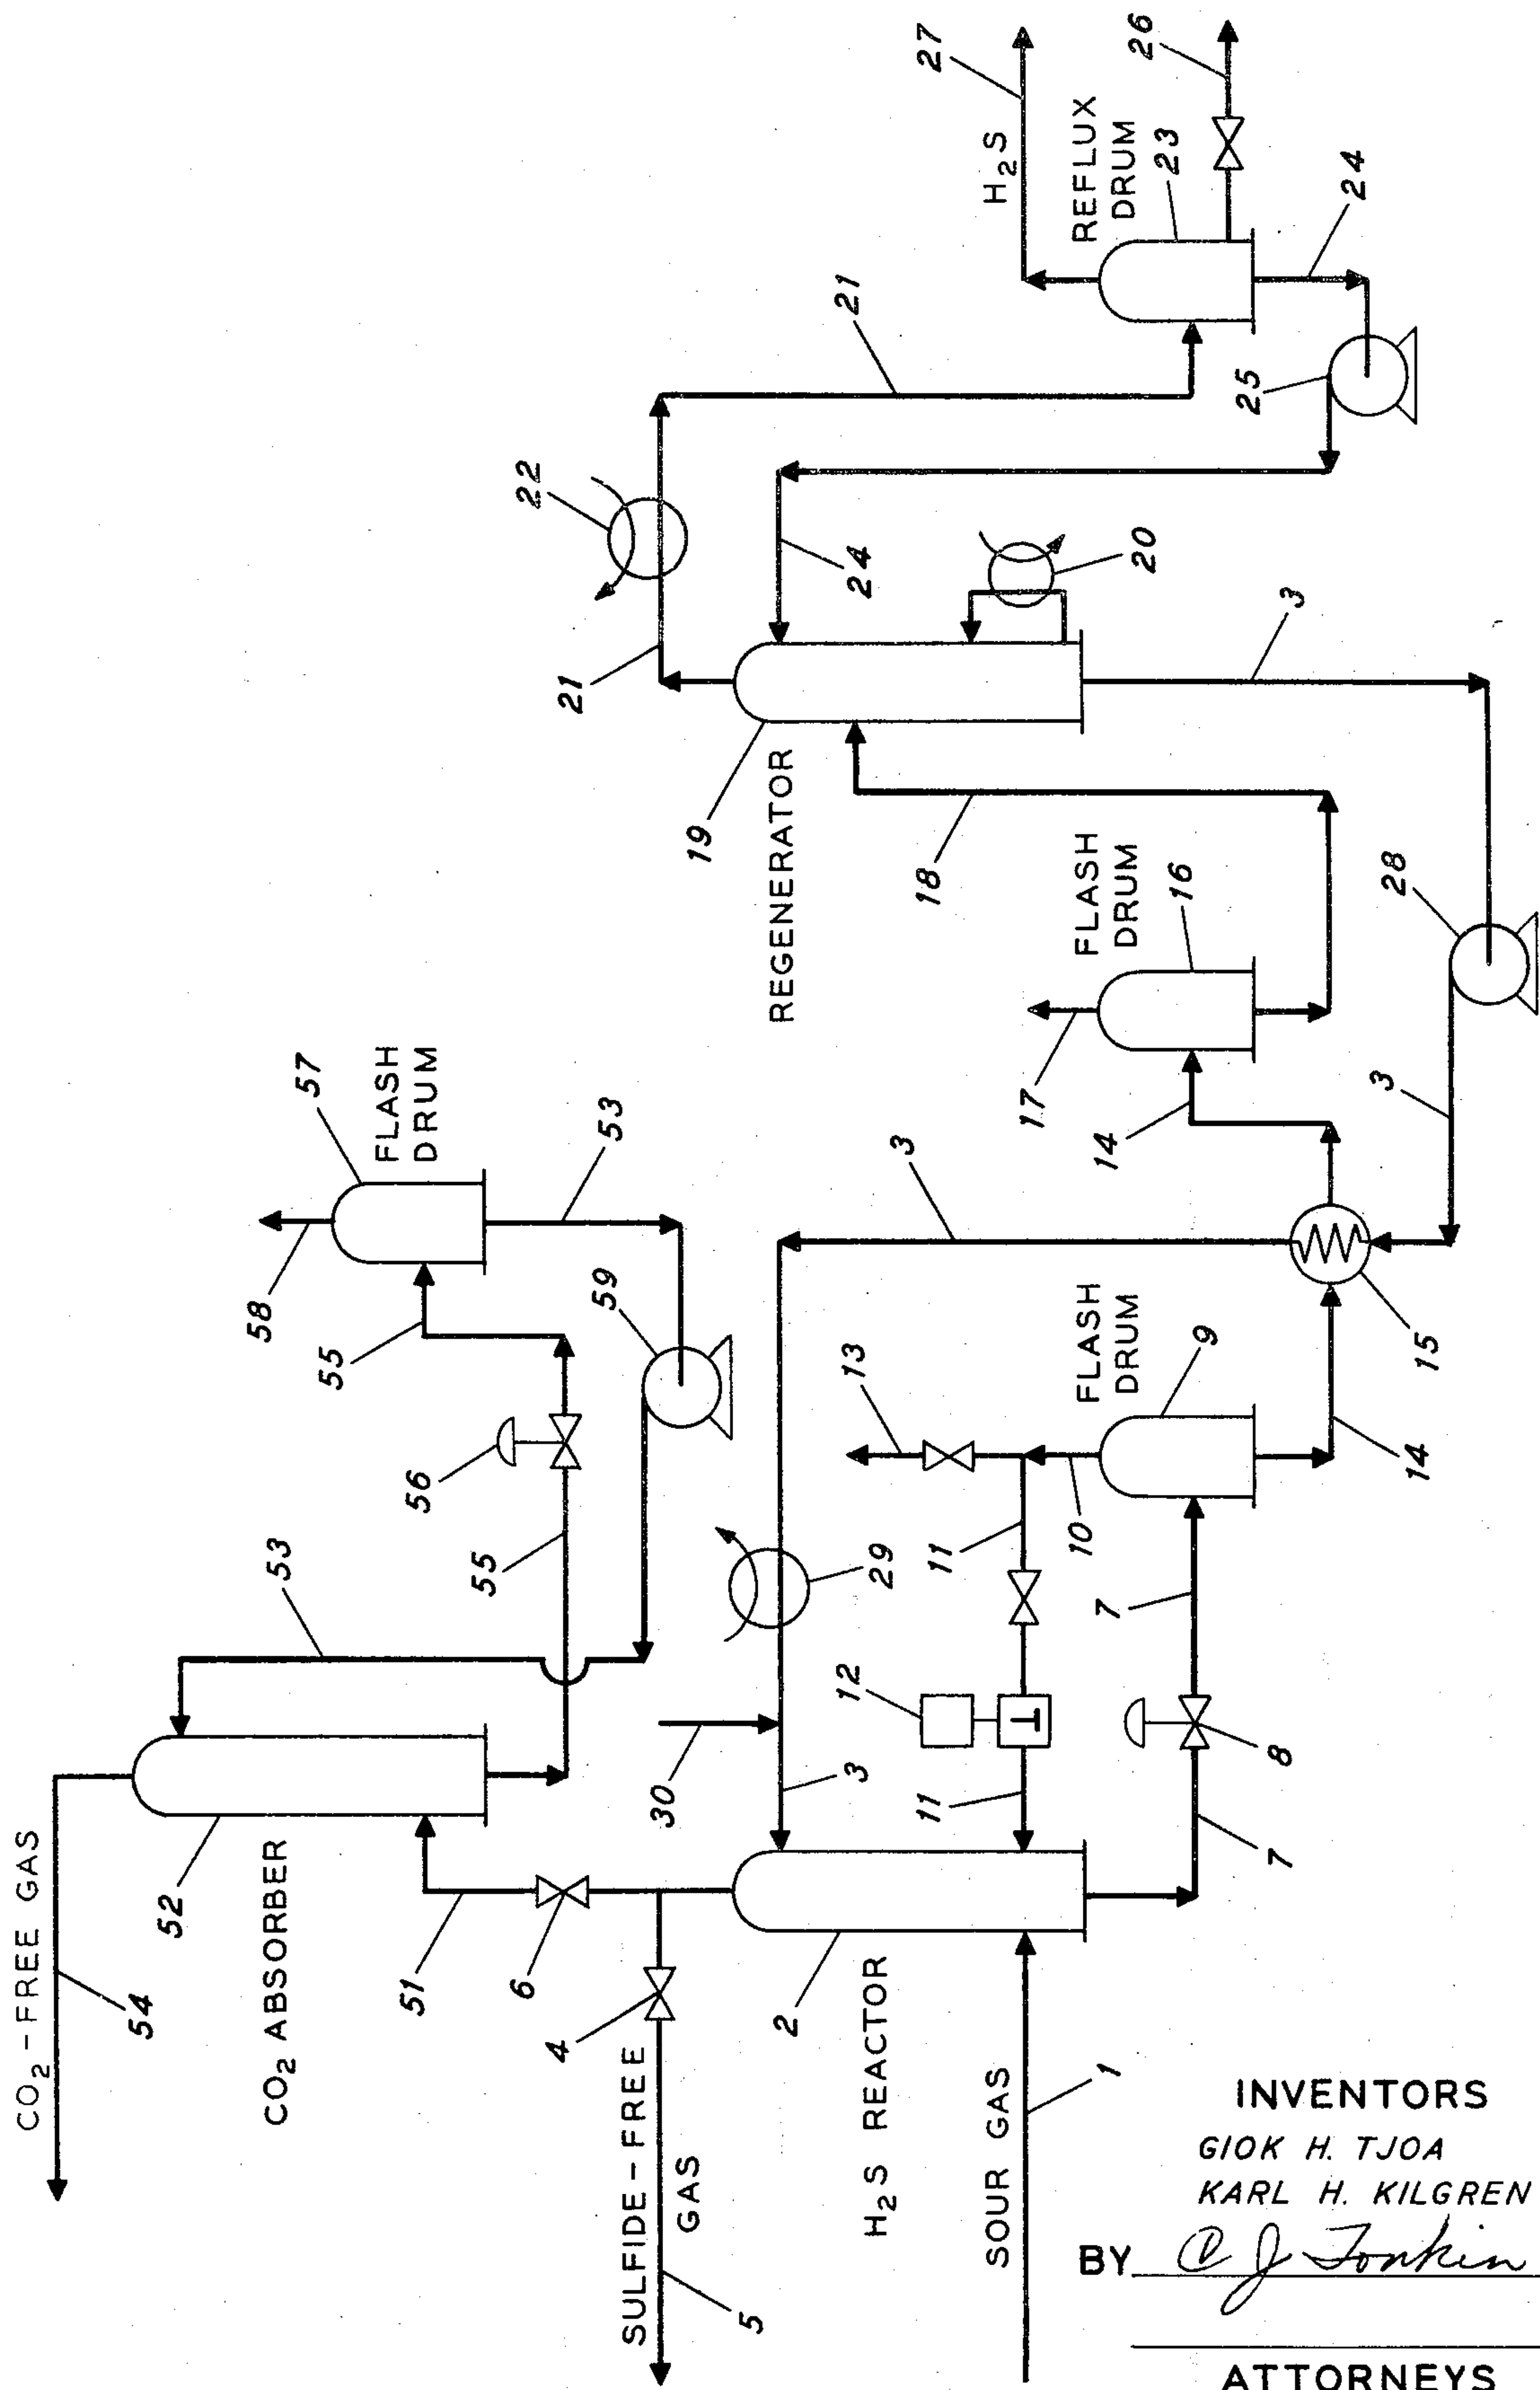 CO2-FREE GAS
54
52
CO2 ABSORBER
53
51
6
4
SULFIDE-FREE
GAS
5
55
56
55
58
57
FLASH
DRUM
53
59
30
29
3
H2S REACTOR
2
SOUR GAS
1
12
11
11
13
10
FLASH
DRUM
9
7
7
8
14
15
3
14
17
FLASH
DRUM
16
18
REGENERATOR
19
21
22
24
20
3
28
3
21
25
H2S
27
REFLUX
DRUM
23
26
24
INVENTORS
GIOK H. TJOA
KARL H. KILGREN
BY C J Tonkin
ATTORNEYS